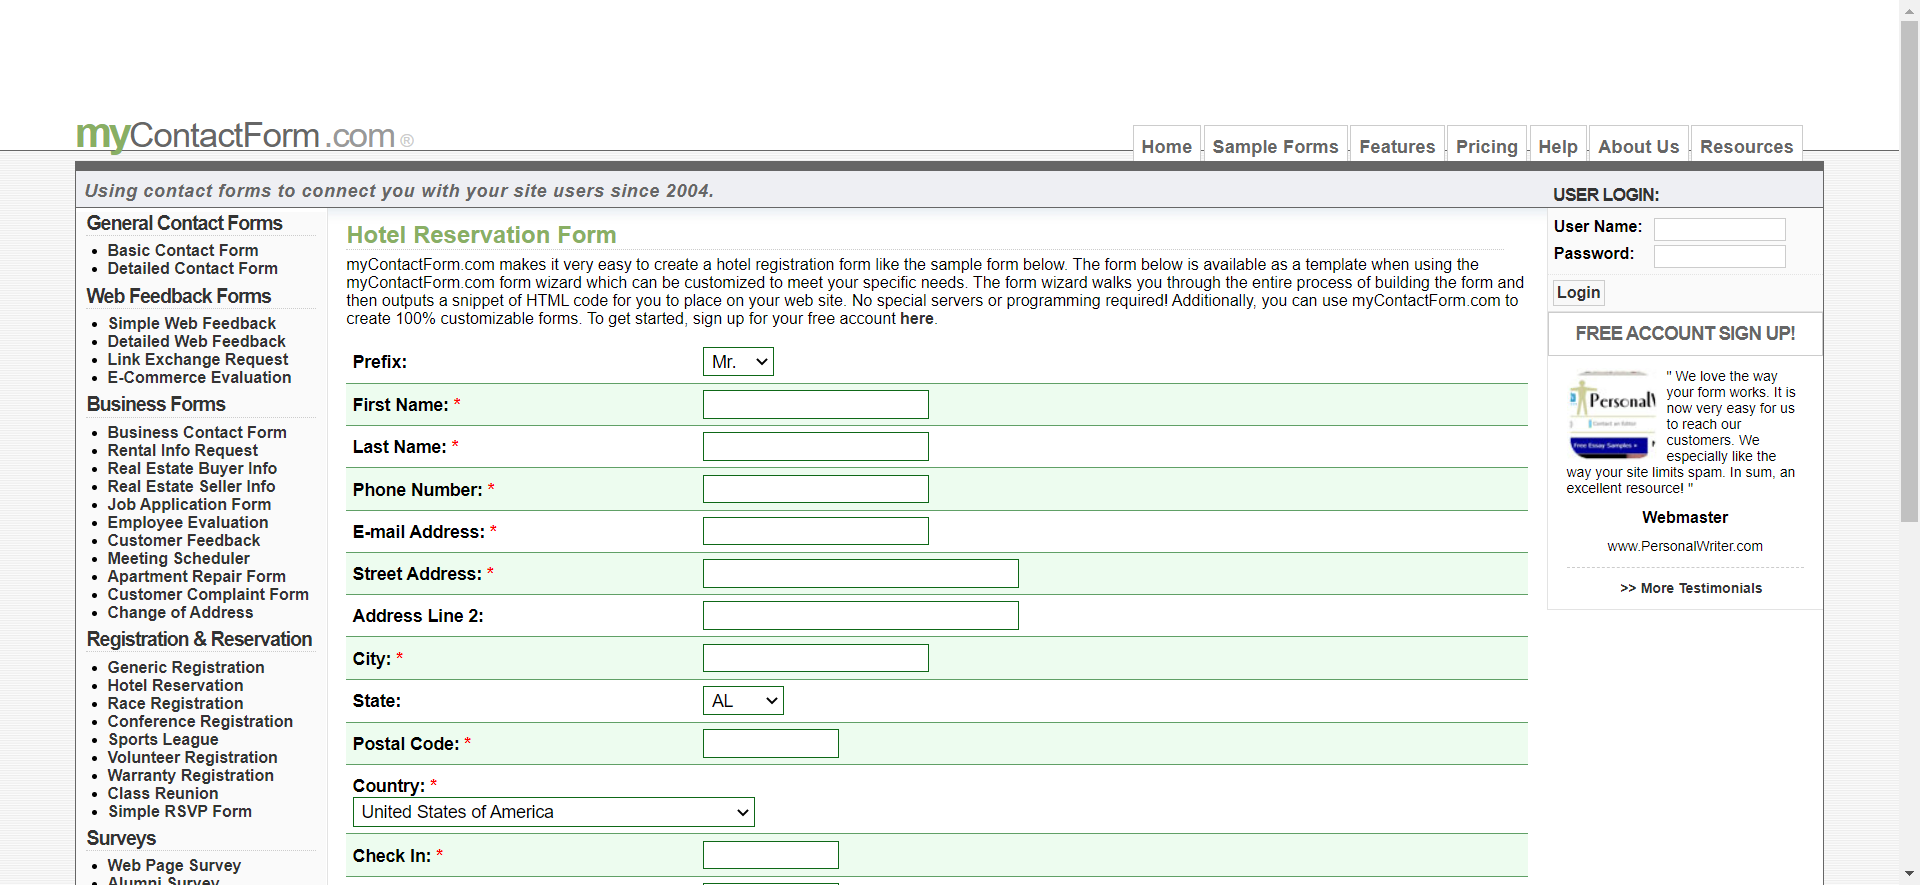 myContactForm.com®
Home
Sample Forms
Features
Pricing
Help
About Us
Resources
Using contact forms to connect you with your site users since 2004.
USER LOGIN:
General Contact Forms
Basic Contact Form
Detailed Contact Form
Web Feedback Forms
Simple Web Feedback
Detailed Web Feedback
Link Exchange Request
E-Commerce Evaluation
Business Forms
Business Contact Form
Rental Info Request
Real Estate Buyer Info
Real Estate Seller Info
Job Application Form
Employee Evaluation
Customer Feedback
Meeting Scheduler
Apartment Repair Form
Customer Complaint Form
Change of Address
Registration & Reservation
Generic Registration
Hotel Reservation
Race Registration
Conference Registration
Sports League
Volunteer Registration
Warranty Registration
Class Reunion
Simple RSVP Form
Surveys
Web Page Survey
Alumni Survey
Hotel Reservation Form
myContactForm.com makes it very easy to create a hotel registration form like the sample form below. The form below is available as a template when using the
myContactForm.com form wizard which can be customized to meet your specific needs. The form wizard walks you through the entire process of building the form and
then outputs a snippet of HTML code for you to place on your web site. No special servers or programming required! Additionally, you can use myContactForm.com to
create 100% customizable forms. To get started, sign up for your free account here.
Prefix: Mr.
First Name: *
Last Name: *
Phone Number: *
E-mail Address: *
Street Address: *
Address Line 2:
City: *
State: AL
Postal Code: *
Country: *
United States of America
Check In: *
User Name:
Password:
Login
FREE ACCOUNT SIGN UP!
PersonalW
Contact an Editor
Free Essay Samples
" We love the way
your form works. It is
now very easy for us
to reach our
customers. We
especially like the
way your site limits spam. In sum, an
excellent resource! "
Webmaster
www.PersonalWriter.com
>> More Testimonials